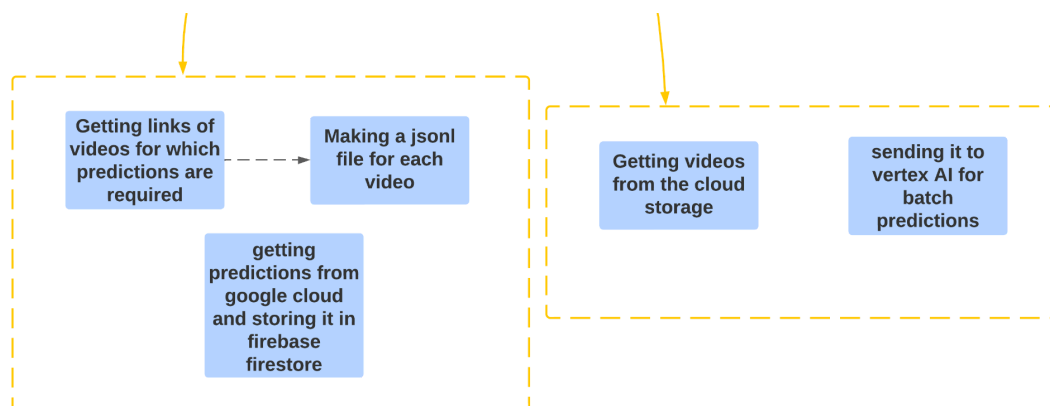 Getting links of
videos for which
predictions are
required
Making a jsonl
file for each
video
getting
predictions from
google cloud
and storing it in
firebase
firestore
Getting videos
from the cloud
storage
sending it to
vertex AI for
batch
predictions